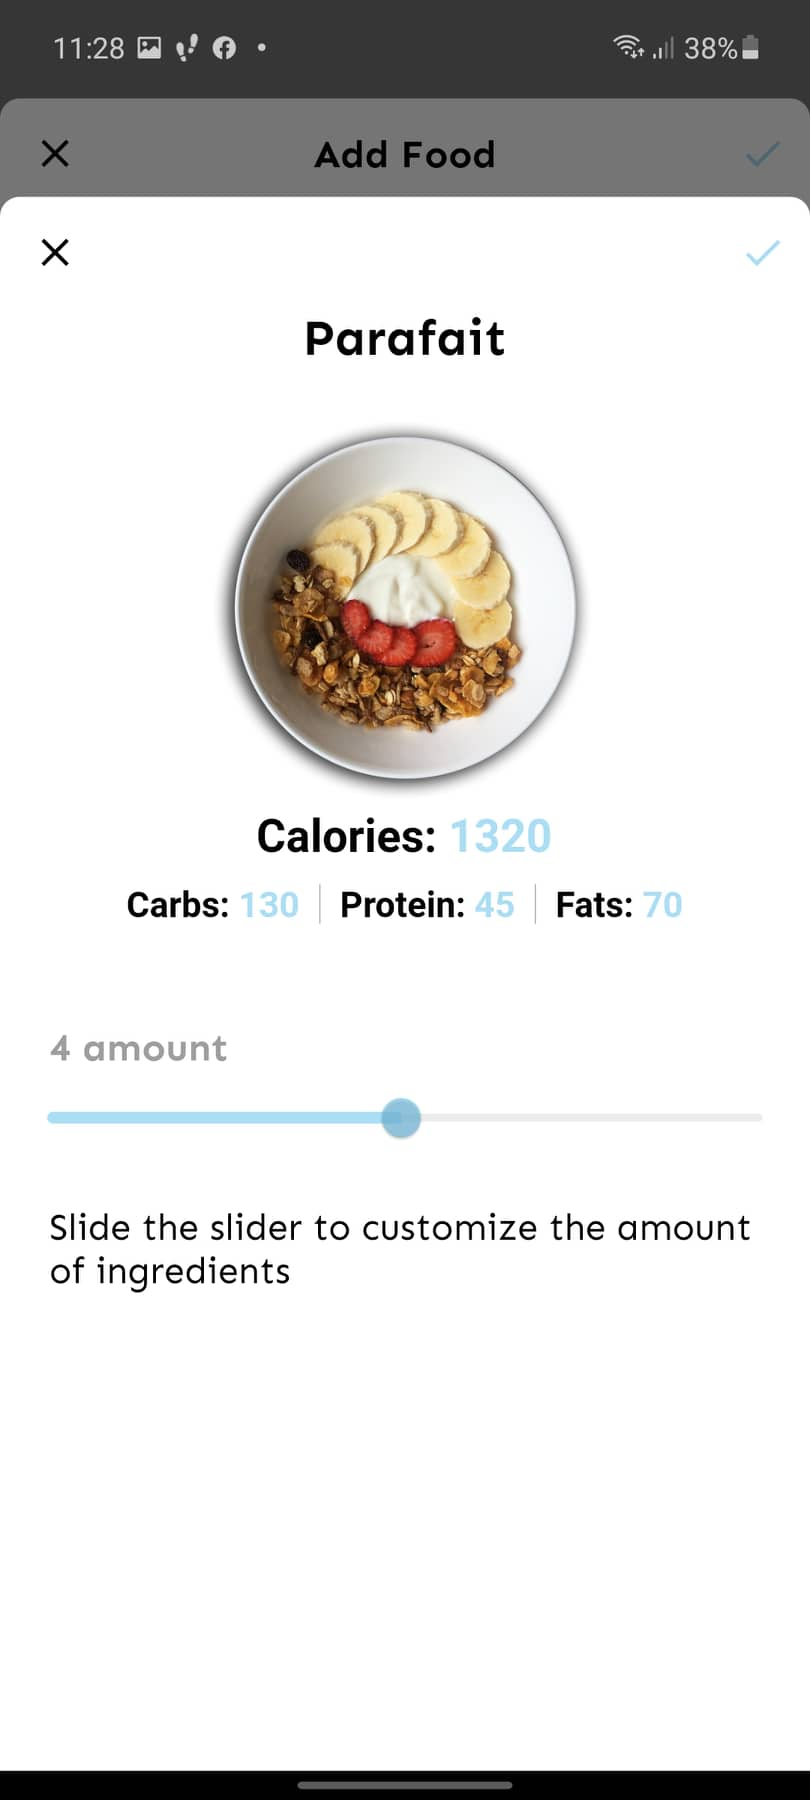 11:28
38%
Add Food
Parafait
Calories: 1320
Carbs: 130 Protein: 45 Fats: 70
4 amount
Slide the slider to customize the amount
of ingredients